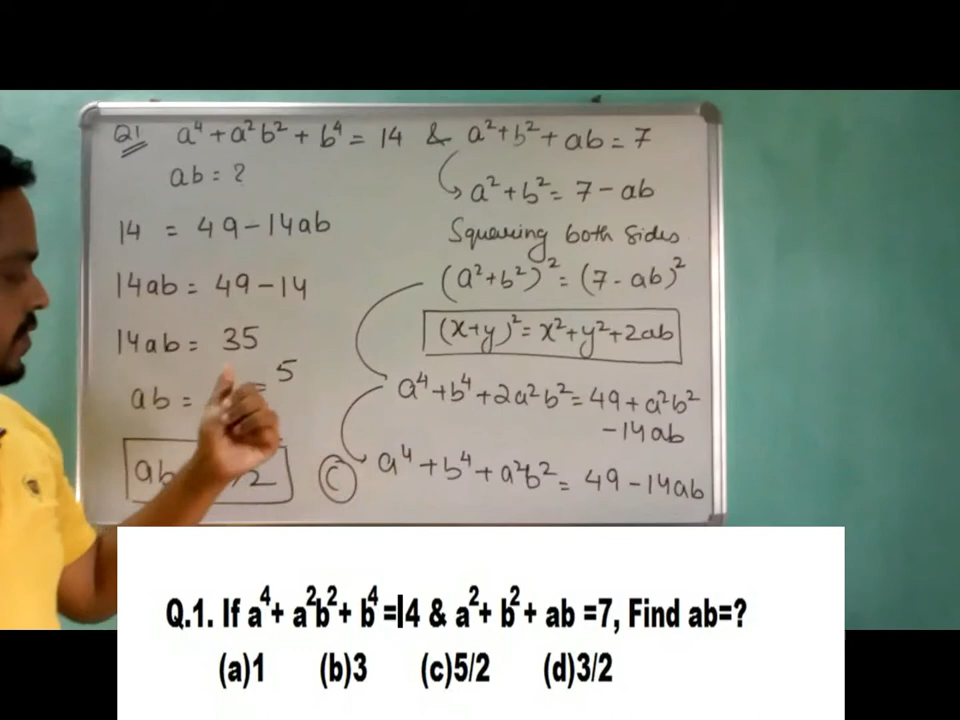 Q1 a⁴ + a²b² + b⁴ = 14 & a² + b² + ab = 7
ab = ?
14 = 49 - 14ab
14ab = 49 - 14
14ab = 35
ab = = 5
ab /2
a² + b² = 7 - ab
Squaring both sides
(a² + b²)² = (7 - ab)²
(x+y)² = x² + y² + 2ab
a⁴ + b⁴ + 2a²b² = 49 + a²b²
- 14ab
C a⁴ + b⁴ + a²b² = 49 - 14ab
Q.1. If a⁴+ a²b²+ b⁴ =14 & a²+ b²+ ab =7, Find ab=?
(a)1 (b)3 (c)5/2 (d)3/2